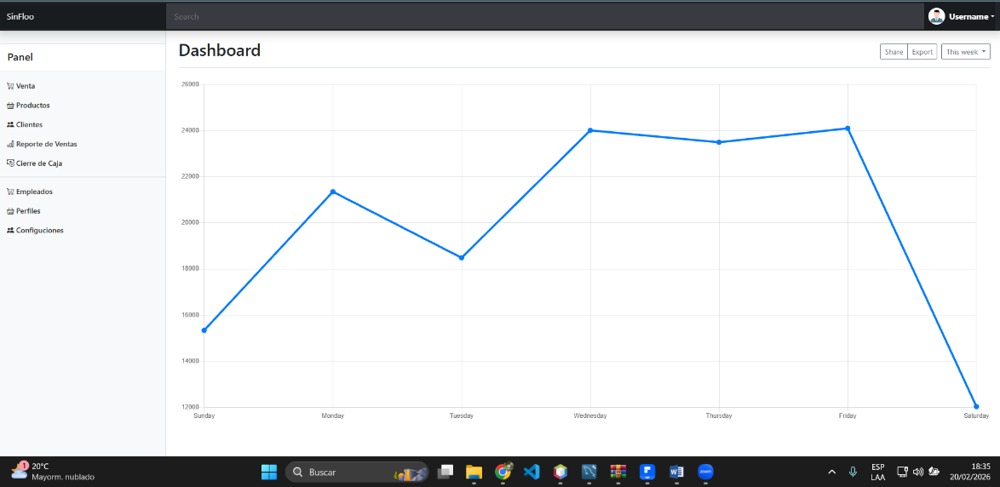 SinFloo
Search
Username
Panel
Venta
Productos
Clientes
Reporte de Ventas
Cierre de Caja
Empleados
Perfiles
Configuciones
Dashboard
Share
Export
This week
26000
24000
22000
20000
18000
16000
14000
12000
Sunday
Monday
Tuesday
Wednesday
Thursday
Friday
Saturday
1
20°C
Mayorm. nublado
Buscar
zoom
ESP
LAA
18:35
20/02/2026